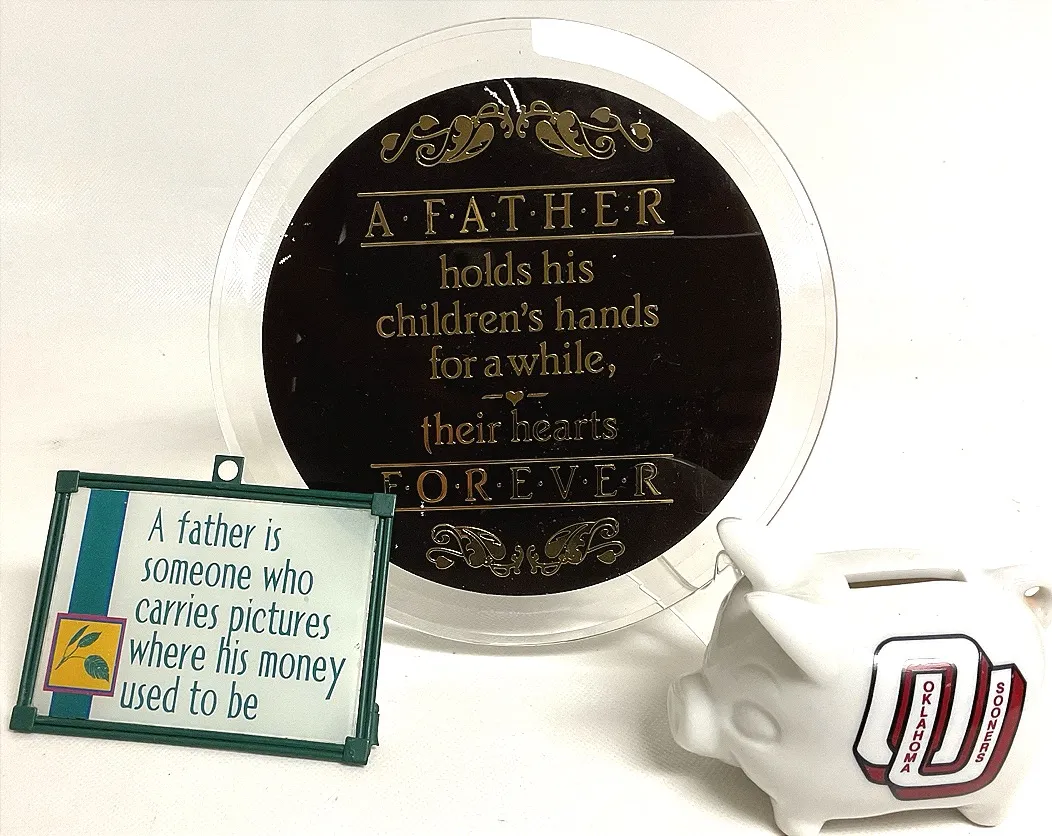 A·F·A·T·H·E·R
holds his
children's hands
for a while,
their hearts
F·O·R·E·V·E·R
A father is
someone who
carries pictures
where his money
used to be
OU
OKLAHOMA
SOONERS